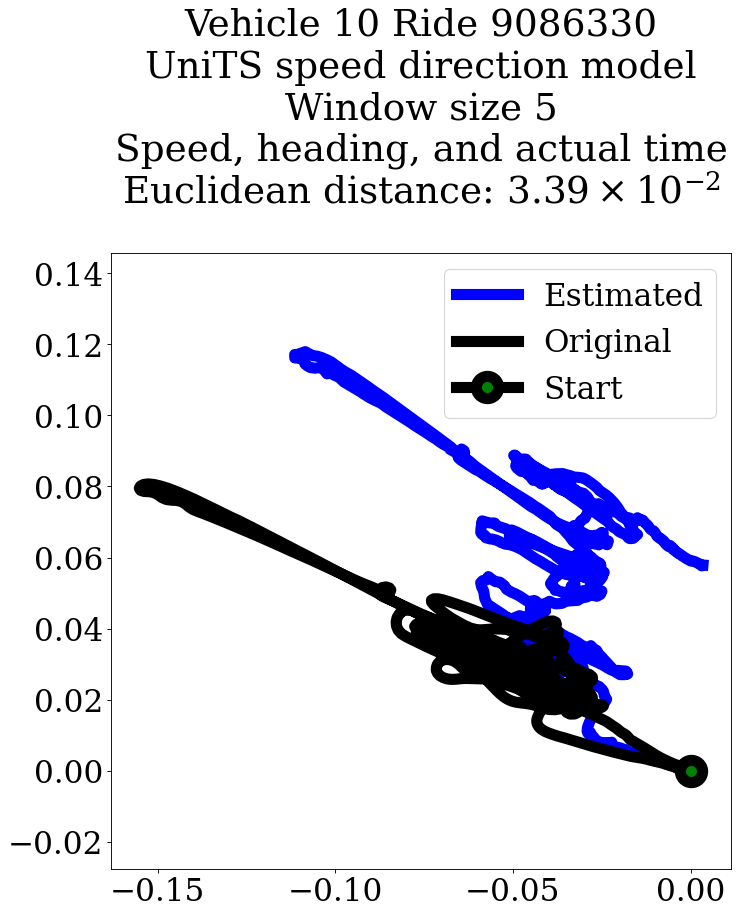 Vehicle 10 Ride 9086330
UniTS speed direction model
Window size 5
Speed, heading, and actual time
Euclidean distance: 3.39 × 10⁻²
0.14
Estimated
0.12
Original
0.10
Start
0.08
0.06
0.04
0.02
0.00
−0.02
−0.15 −0.10 −0.05 0.00